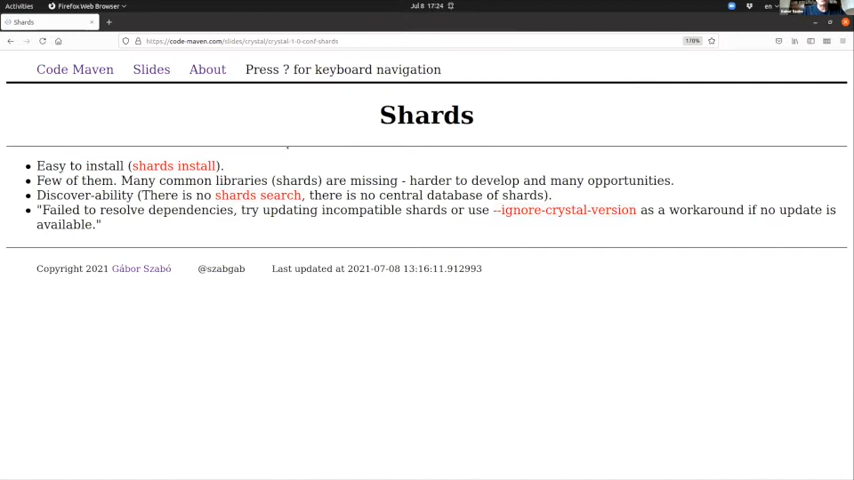 Activities Firefox Web Browser Jul 8 17:24 en
Shards
https://code-maven.com/slides/crystal/crystal-1-0-conf-shards 170%
Code Maven Slides About Press ? for keyboard navigation
Shards
Easy to install (shards install).
Few of them. Many common libraries (shards) are missing - harder to develop and many opportunities.
Discover-ability (There is no shards search, there is no central database of shards).
"Failed to resolve dependencies, try updating incompatible shards or use --ignore-crystal-version as a workaround if no update is
available."
Copyright 2021 Gábor Szabó @szabgab Last updated at 2021-07-08 13:16:11.912993